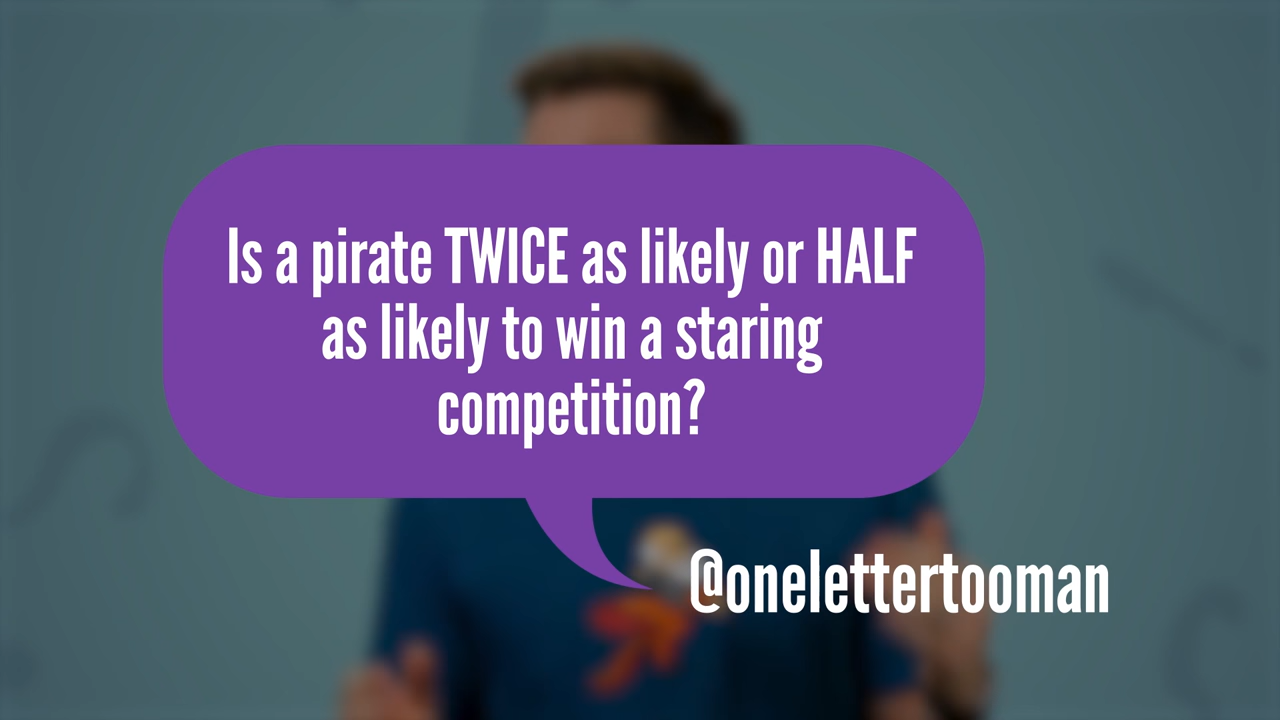 Is a pirate TWICE as likely or HALF
as likely to win a staring
competition?
@onelettertooman